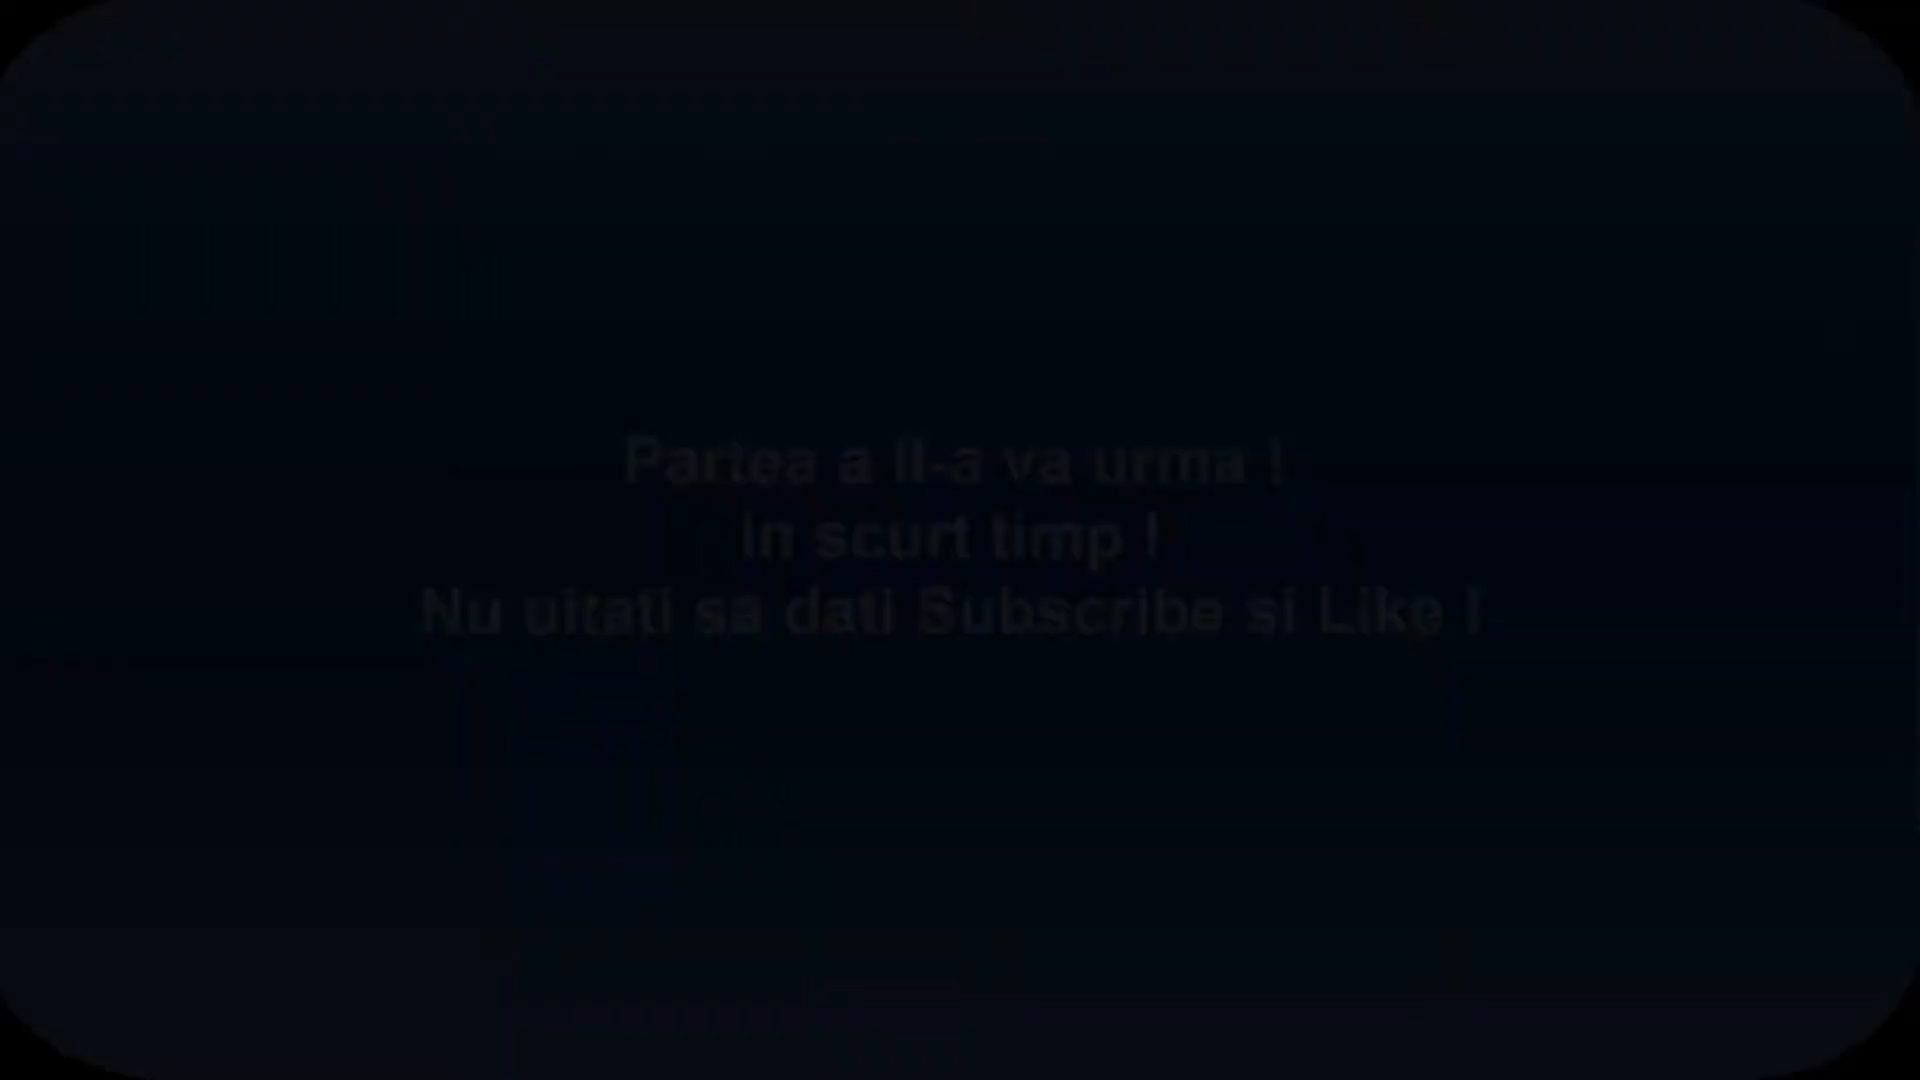 Partea a II-a va urma !
In scurt timp !
Nu uitati sa dati Subscribe si Like !